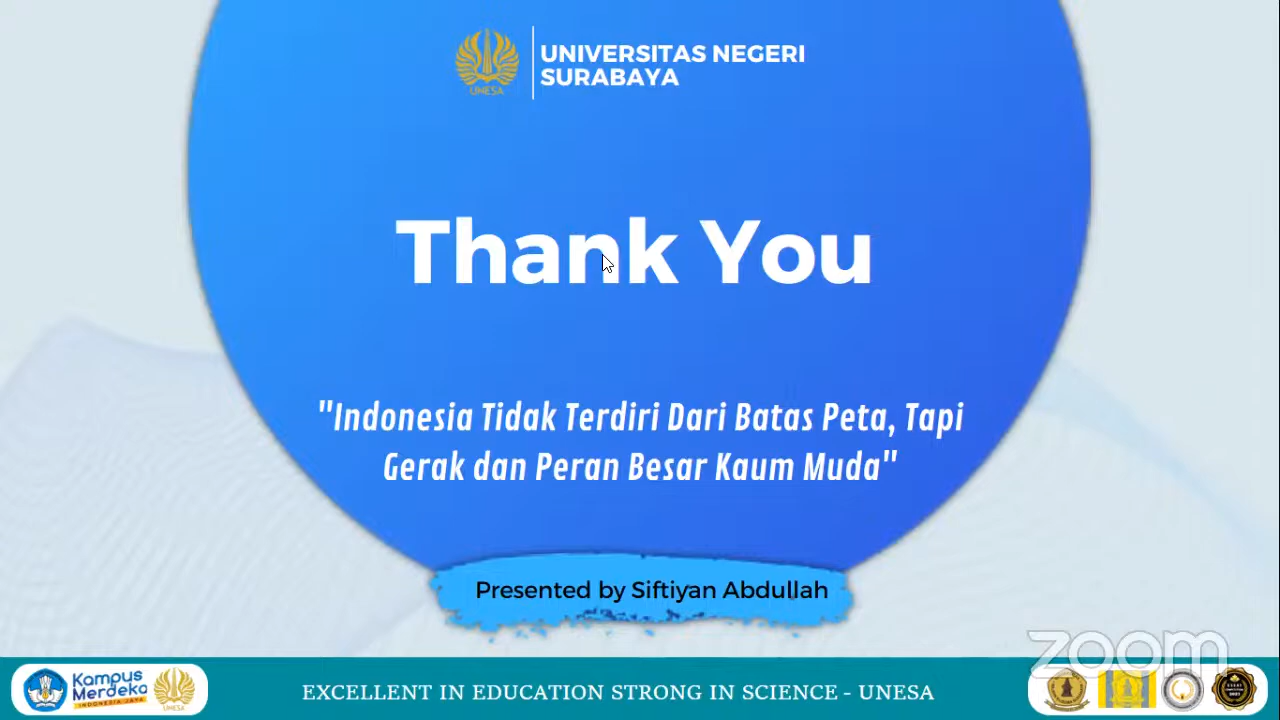 UNIVERSITAS NEGERI
SURABAYA
UNESA
Thank You
"Indonesia Tidak Terdiri Dari Batas Peta, Tapi
Gerak dan Peran Besar Kaum Muda"
Presented by Siftiyan Abdullah
zoom
Kampus
Merdeka
INDONESIA JAYA
UNESA
EXCELLENT IN EDUCATION STRONG IN SCIENCE - UNESA